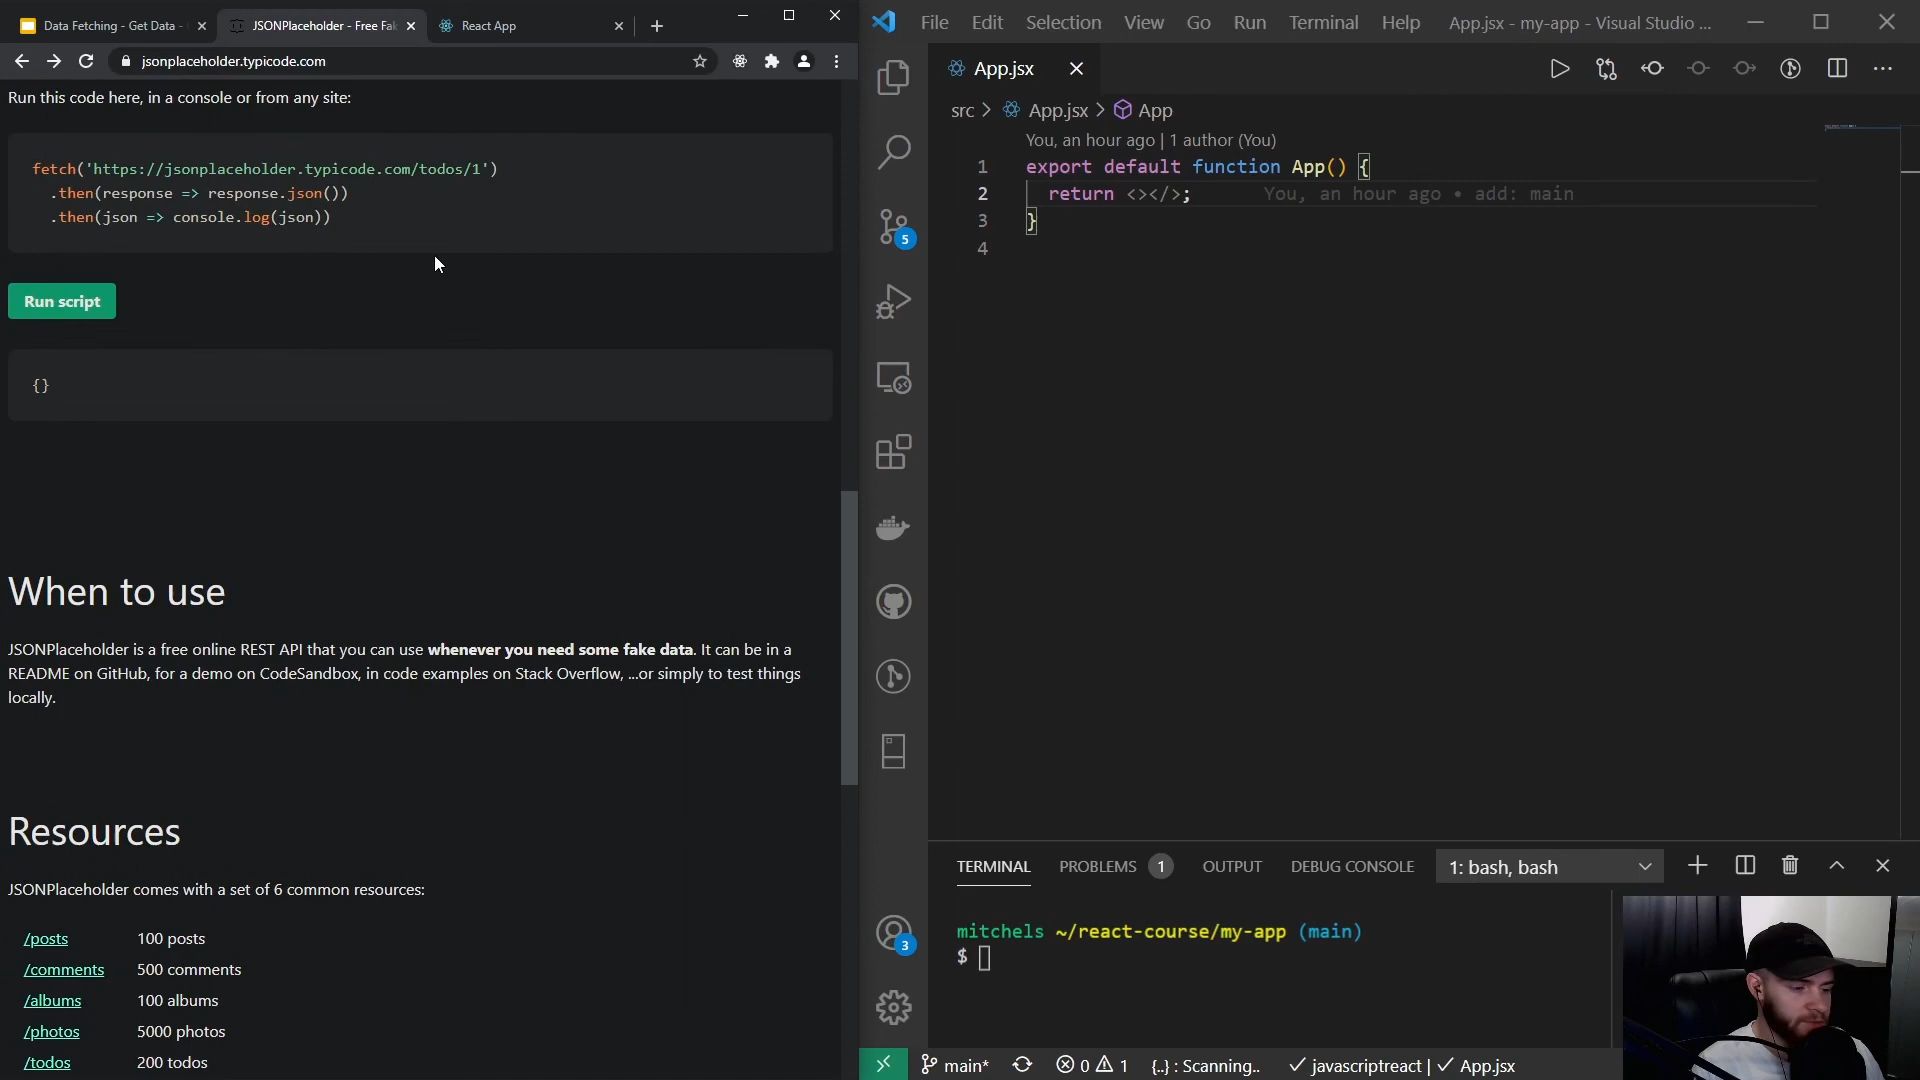 Data Fetching - Get Data -
JSONPlaceholder - Free Fak
React App
jsonplaceholder.typicode.com
Run this code here, in a console or from any site:
fetch('https://jsonplaceholder.typicode.com/todos/1')
.then(response => response.json())
.then(json => console.log(json))
Run script
{}
When to use
JSONPlaceholder is a free online REST API that you can use whenever you need some fake data. It can be in a
README on GitHub, for a demo on CodeSandbox, in code examples on Stack Overflow, ...or simply to test things
locally.
Resources
JSONPlaceholder comes with a set of 6 common resources:
/posts 100 posts
/comments 500 comments
/albums 100 albums
/photos 5000 photos
/todos 200 todos
File Edit Selection View Go Run Terminal Help App.jsx - my-app - Visual Studio ...
App.jsx
src > App.jsx > App
You, an hour ago | 1 author (You)
1 export default function App() {
2 return <></>; You, an hour ago • add: main
3 }
4
5
3
TERMINAL PROBLEMS 1 OUTPUT DEBUG CONSOLE 1: bash, bash
mitchels ~/react-course/my-app (main)
$
main* 0 1 {..} : Scanning.. javascriptreact | App.jsx